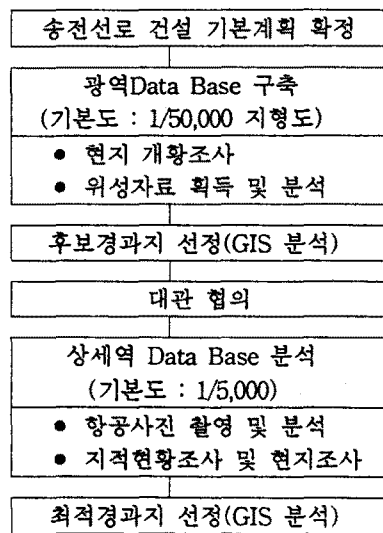 송전선로 건설 기본계획 확정
광역Data Base 구축
(기본도 : 1/50,000 지형도)
● 현지 개황조사
● 위성자료 획득 및 분석
후보경과지 선정(GIS 분석)
대관 협의
상세역 Data Base 분석
(기본도 : 1/5,000)
● 항공사진 촬영 및 분석
● 지적현황조사 및 현지조사
최적경과지 선정(GIS 분석)